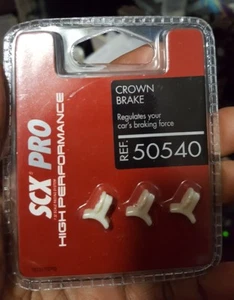 CROWN
BRAKE
Regulates your
car's braking force
REF. 50540
SCX PRO
HIGH PERFORMANCE